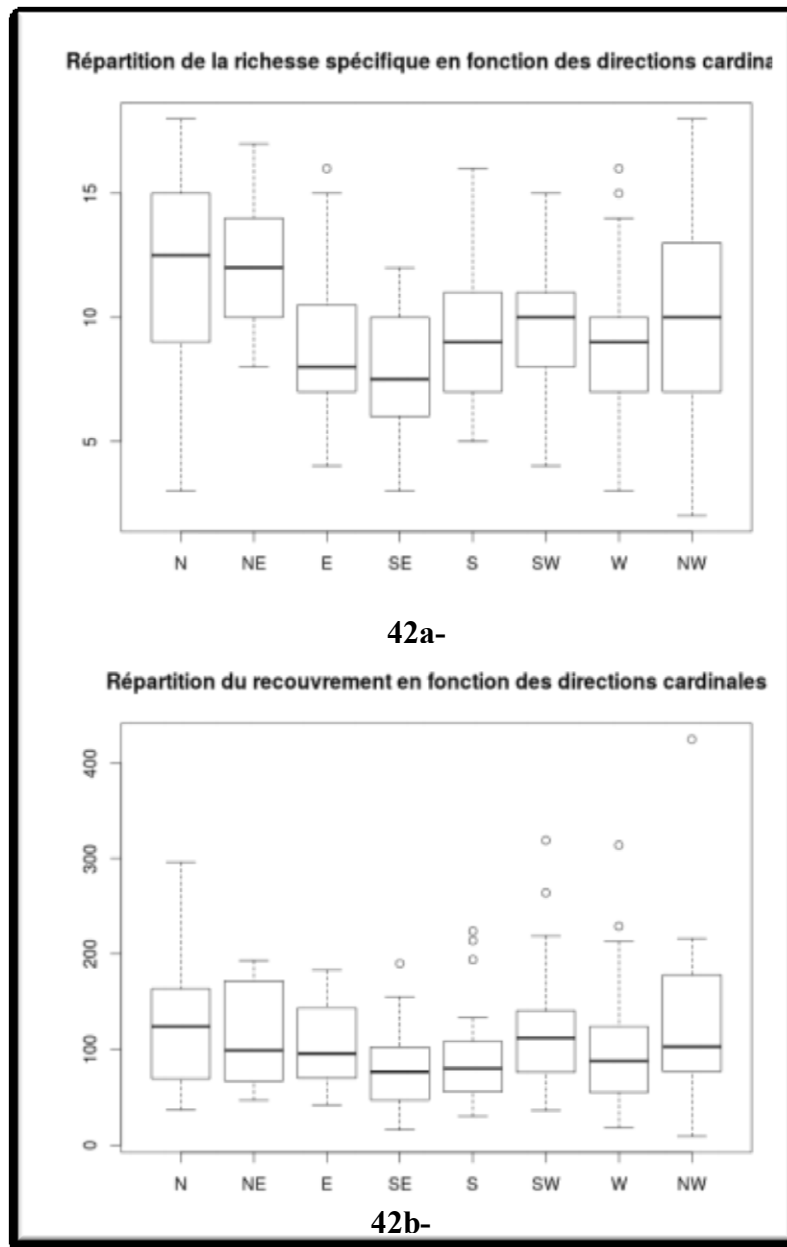 Répartition de la richesse spécifique en fonction des directions cardina
15
10
5
N NE E SE S SW W NW
42a-
Répartition du recouvrement en fonction des directions cardinales
400
300
200
100
0
N NE E SE S SW W NW
42b-